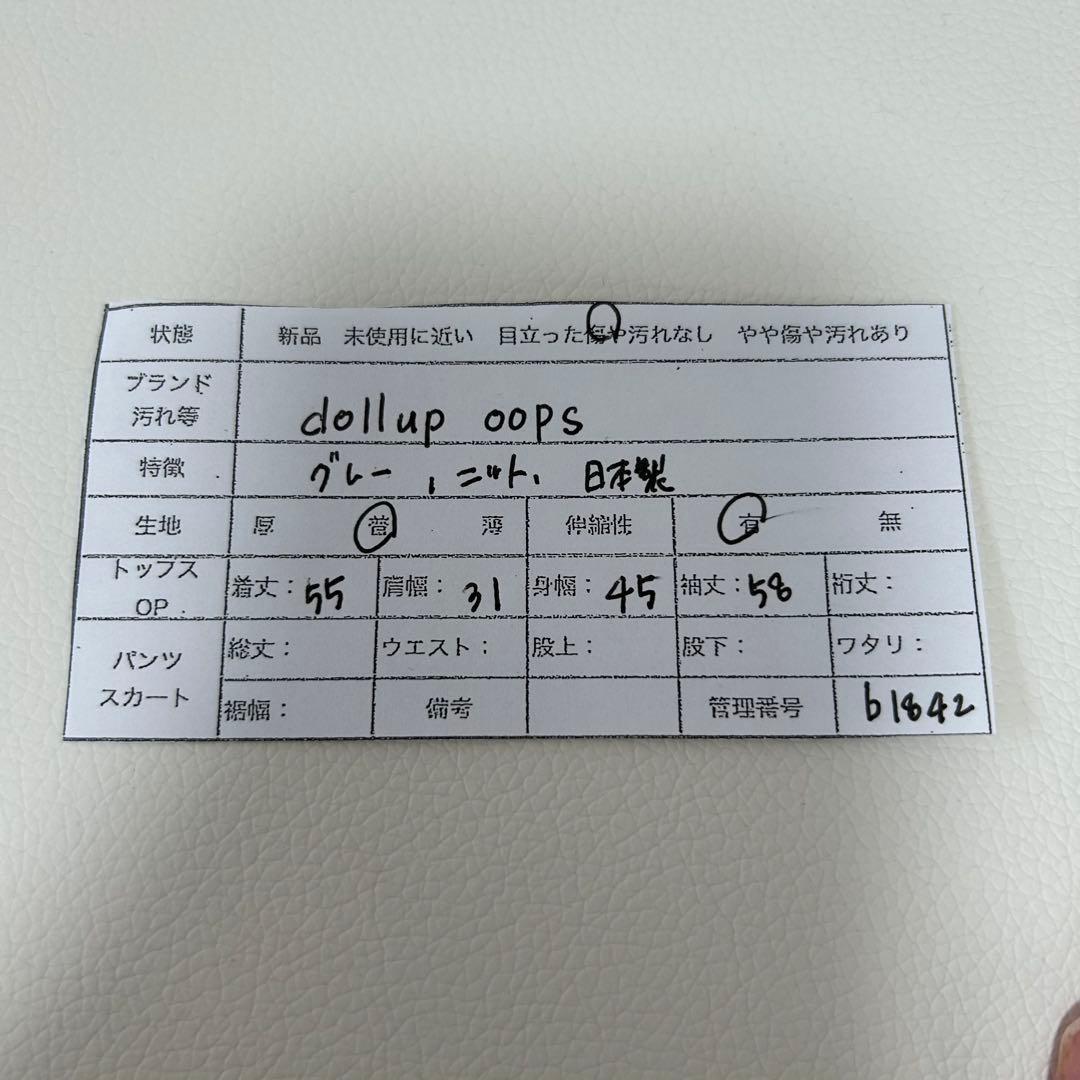 状態 新品 未使用に近い 目立った傷や汚れなし やや傷や汚れあり
ブランド
汚れ等 dollup oops
特徴 グレー、ニット、日本製
生地 厚 普 薄 伸縮性 有 無
トップス
OP 着丈：55 肩幅：31 身幅：45 袖丈：58 裄丈：
パンツ
スカート 総丈： ウエスト： 股上： 股下： ワタリ：
裾幅： 備考 管理番号 b1842